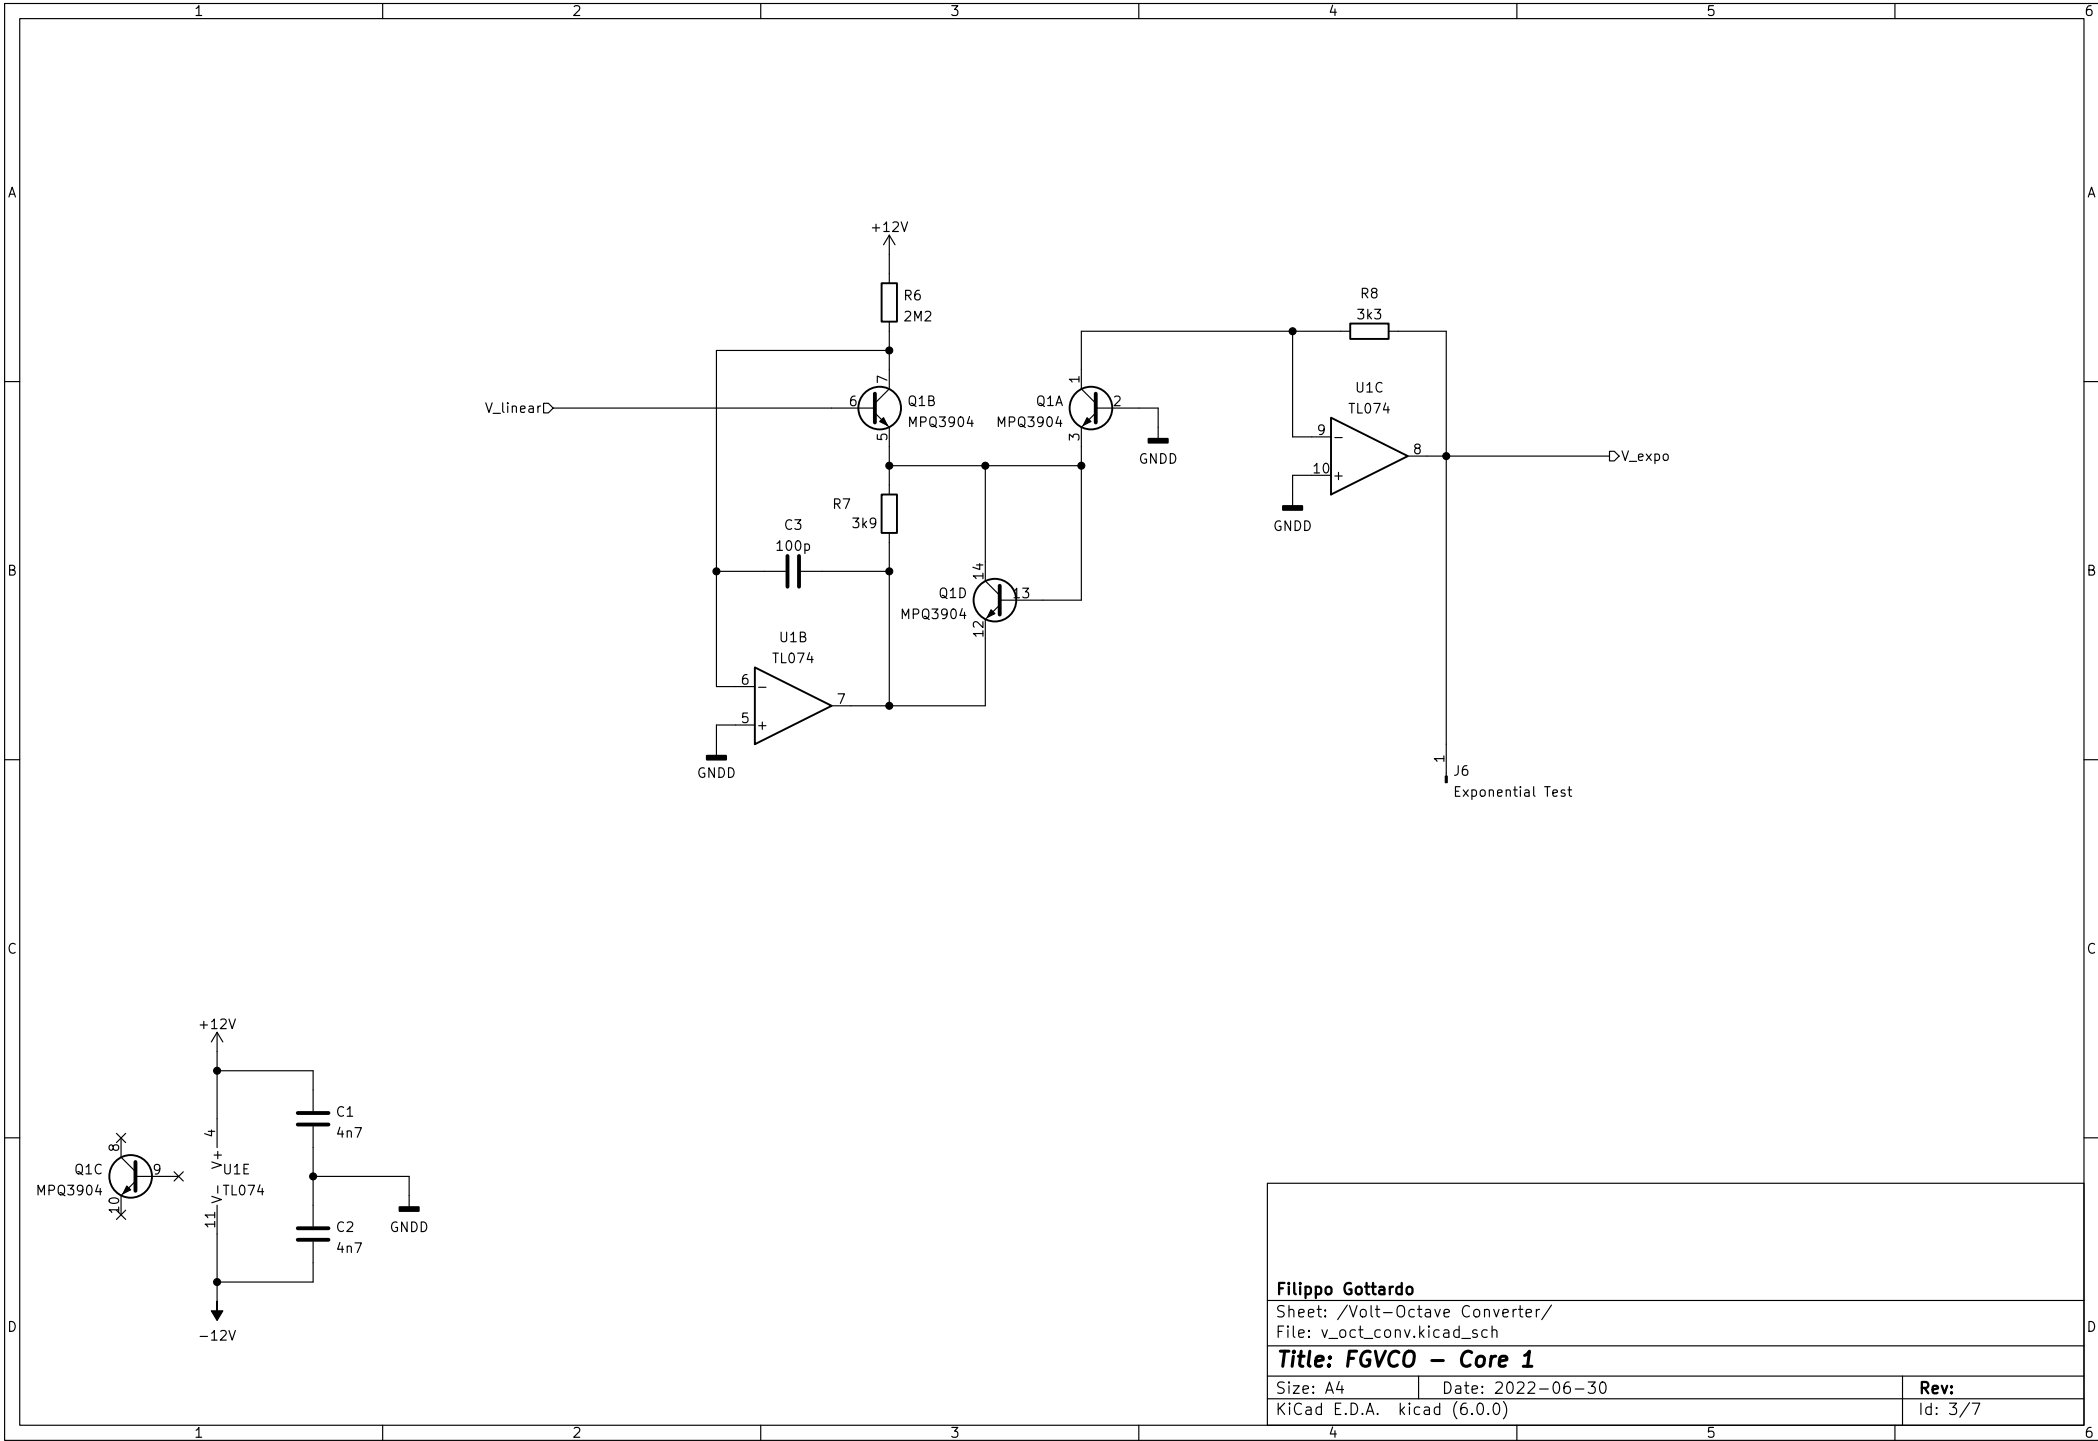 1 2 3 4 5 6
A A
+12V
R6
2M2
R8
3k3
7
1
V_linear
6
Q1B
MPQ3904
Q1A
MPQ3904
2
5
3
GNDD
U1C
TL074
9
−
10
+
8
V_expo
GNDD
R7
3k9
C3
100p
B B
14
Q1D
MPQ3904
13
12
U1B
TL074
6
−
5
+
7
GNDD
1
J6
Exponential Test
C C
+12V
C1
4n7
4
8
Q1C
MPQ3904
9
10
V+
V−
U1E
TL074
11
C2
4n7
GNDD
−12V
D D
Filippo Gottardo
Sheet: /Volt−Octave Converter/
File: v_oct_conv.kicad_sch
Title: FGVCO − Core 1
Size: A4 Date: 2022−06−30 Rev:
KiCad E.D.A. kicad (6.0.0) Id: 3/7
1 2 3 4 5 6